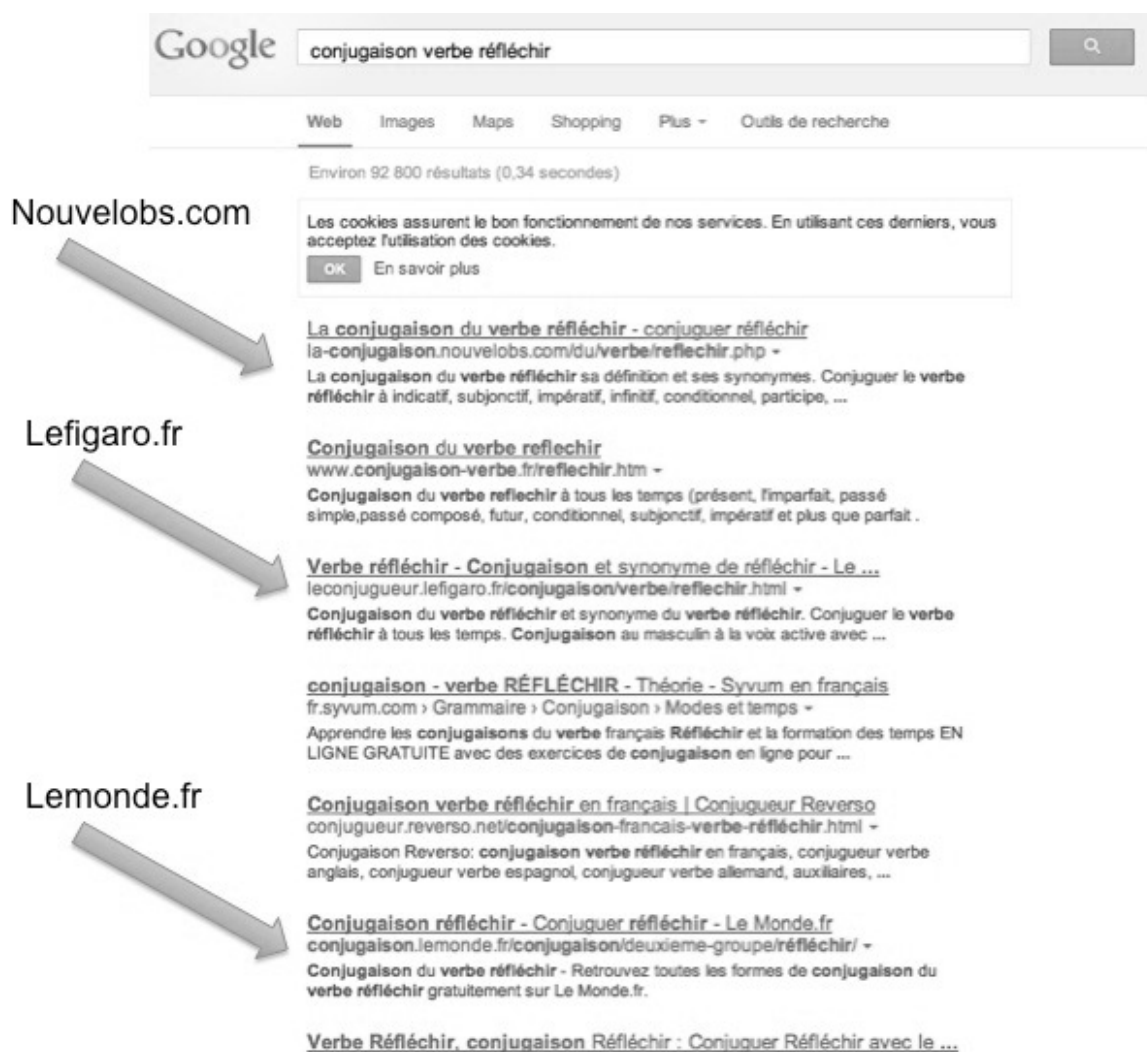 Google conjugaison verbe réfléchir
Web Images Maps Shopping Plus Outils de recherche
Environ 92 800 résultats (0,34 secondes)
Nouvelobs.com
Les cookies assurent le bon fonctionnement de nos services. En utilisant ces derniers, vous
acceptez l'utilisation des cookies.
OK En savoir plus
La conjugaison du verbe réfléchir - conjuguer réfléchir
la-conjugaison.nouvelobs.com/du/verbe/reflechir.php
La conjugaison du verbe réfléchir sa définition et ses synonymes. Conjuguer le verbe
réfléchir à indicatif, subjonctif, impératif, infinitif, conditionnel, participe, ...
Lefigaro.fr
Conjugaison du verbe reflechir
www.conjugaison-verbe.fr/reflechir.htm
Conjugaison du verbe reflechir à tous les temps (présent, l'imparfait, passé
simple,passé composé, futur, conditionnel, subjonctif, impératif et plus que parfait .
Verbe réfléchir - Conjugaison et synonyme de réfléchir - Le ...
leconjugueur.lefigaro.fr/conjugaison/verbe/reflechir.html
Conjugaison du verbe réfléchir et synonyme du verbe réfléchir. Conjuguer le verbe
réfléchir à tous les temps. Conjugaison au masculin à la voix active avec ...
conjugaison - verbe RÉFLÉCHIR - Théorie - Syvum en français
fr.syvum.com › Grammaire › Conjugaison › Modes et temps
Apprendre les conjugaisons du verbe français Réfléchir et la formation des temps EN
LIGNE GRATUITE avec des exercices de conjugaison en ligne pour ...
Lemonde.fr
Conjugaison verbe réfléchir en français | Conjugueur Reverso
conjugueur.reverso.net/conjugaison-francais-verbe-réfléchir.html
Conjugaison Reverso: conjugaison verbe réfléchir en français, conjugueur verbe
anglais, conjugueur verbe espagnol, conjugueur verbe allemand, auxiliaires, ...
Conjugaison réfléchir - Conjuguer réfléchir - Le Monde.fr
conjugaison.lemonde.fr/conjugaison/deuxieme-groupe/réfléchir/
Conjugaison du verbe réfléchir - Retrouvez toutes les formes de conjugaison du
verbe réfléchir gratuitement sur Le Monde.fr.
Verbe Réfléchir, conjugaison Réfléchir : Conjuguer Réfléchir avec le ...